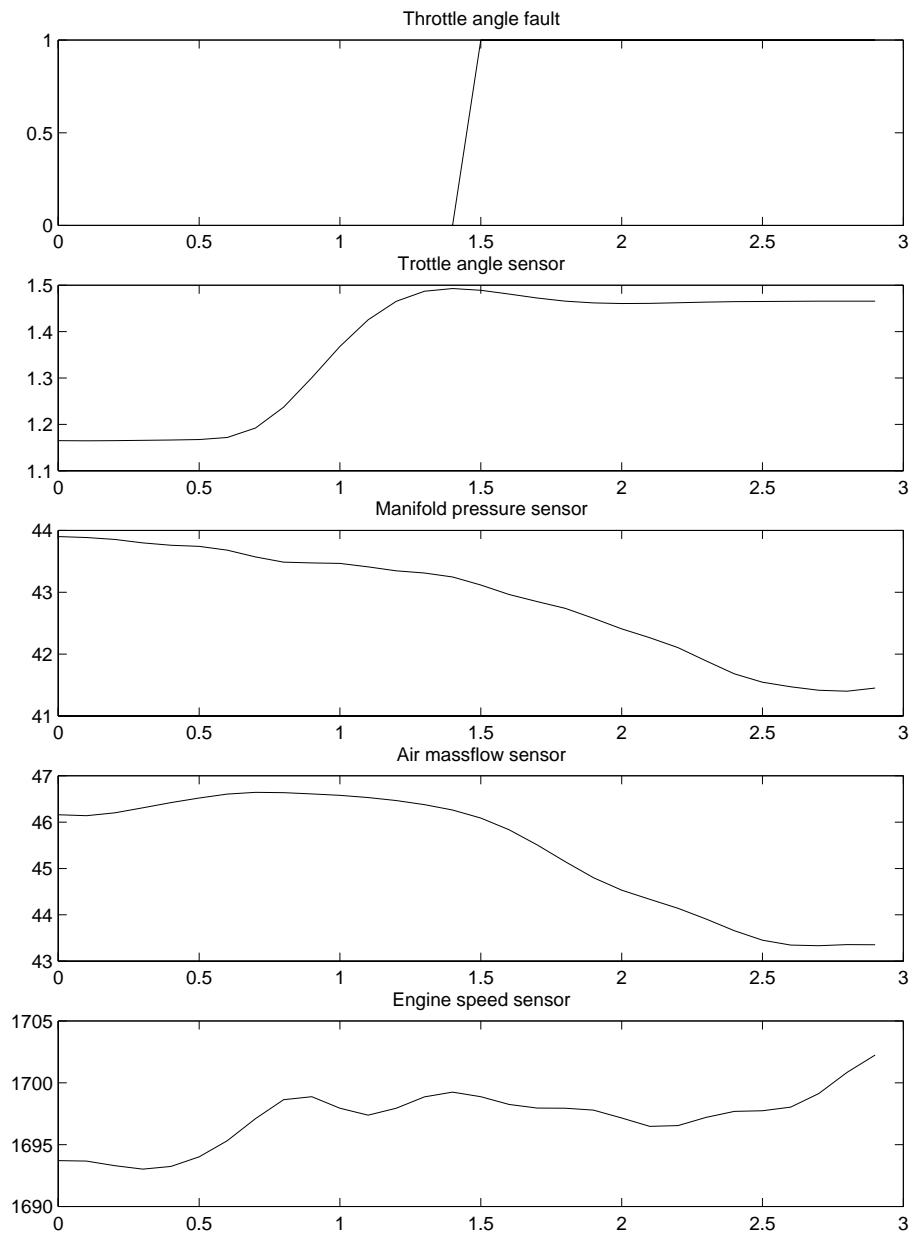 Throttle angle fault
1
0.5
0
0 0.5 1 1.5 2 2.5 3
Trottle angle sensor
1.5
1.4
1.3
1.2
1.1
0 0.5 1 1.5 2 2.5 3
Manifold pressure sensor
44
43
42
41
0 0.5 1 1.5 2 2.5 3
Air massflow sensor
47
46
45
44
43
0 0.5 1 1.5 2 2.5 3
Engine speed sensor
1705
1700
1695
1690
0 0.5 1 1.5 2 2.5 3